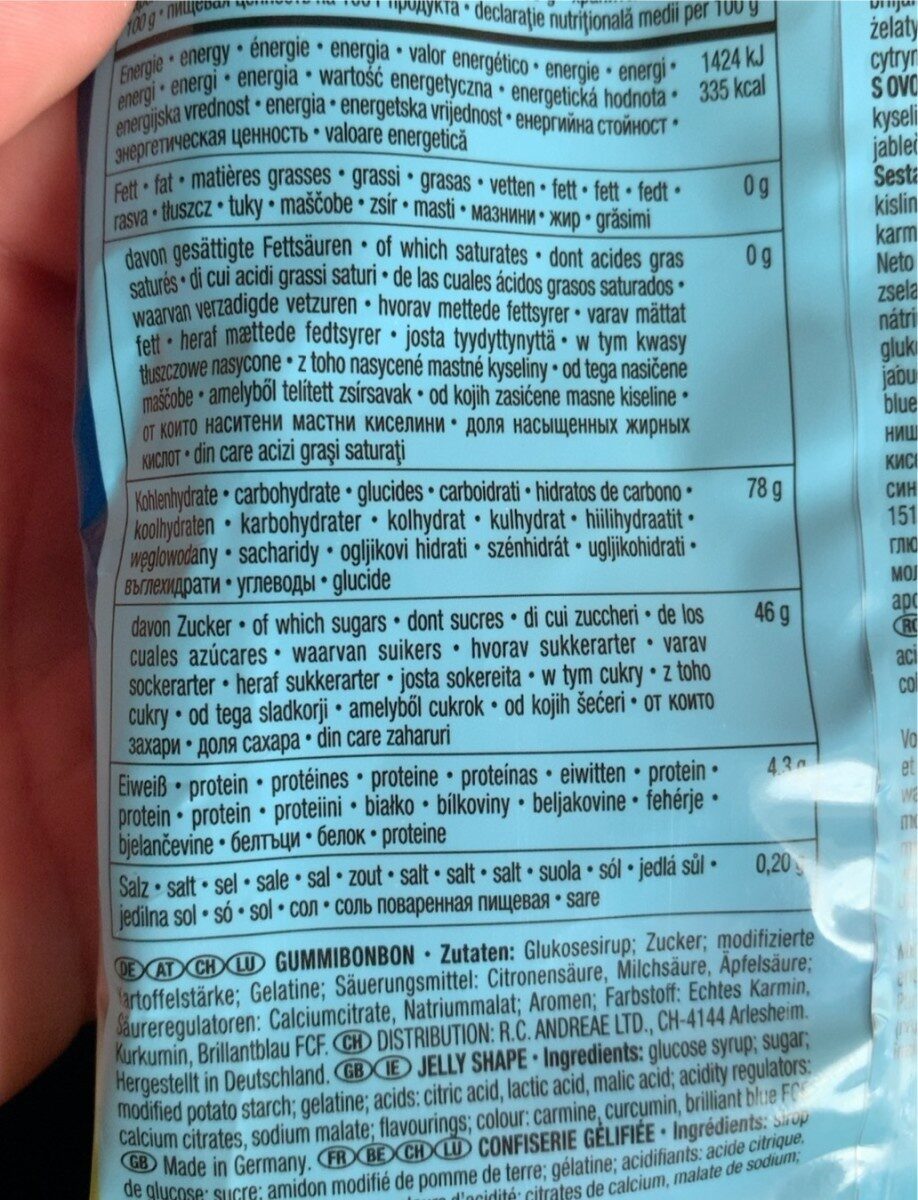 100 g • declarație nutrițională medii per 100 g
Energie • energy • énergie • energia • valor energético • energie • energi • 1424 kJ
energi • energi • energia • wartość energetyczna • energetická hodnota • 335 kcal
energijska vrednost • energia • energetska vrijednost • енергийна стойност •
энергетическая ценность • valoare energetică
Fett • fat • matières grasses • grassi • grasas • vetten • fett • fett • fedt • 0 g
rasva • tłuszcz • tuky • maščobe • zsír • masti • мазнини • жир • grăsimi
davon gesättigte Fettsäuren • of which saturates • dont acides gras 0 g
saturés • di cui acidi grassi saturi • de las cuales ácidos grasos saturados •
waarvan verzadigde vetzuren • hvorav mettede fettsyrer • varav mättat
fett • heraf mættede fedtsyrer • josta tyydyttynyttä • w tym kwasy
tłuszczowe nasycone • z toho nasycené mastné kyseliny • od tega nasičene
maščobe • amelyből telített zsírsavak • od kojih zasićene masne kiseline •
от които наситени мастни киселини • доля насыщенных жирных
кислот • din care acizi grași saturați
Kohlenhydrate • carbohydrate • glucides • carboidrati • hidratos de carbono • 78 g
koolhydraten • karbohydrater • kolhydrat • kulhydrat • hiilihydraatit •
węglowodany • sacharidy • ogljikovi hidrati • szénhidrát • ugljikohidrati •
въглехидрати • углеводы • glucide
davon Zucker • of which sugars • dont sucres • di cui zuccheri • de los 46 g
cuales azúcares • waarvan suikers • hvorav sukkerarter • varav
sockerarter • heraf sukkerarter • josta sokereita • w tym cukry • z toho
cukry • od tega sladkorji • amelyből cukrok • od kojih šećeri • от които
захари • доля сахара • din care zaharuri
Eiweiß • protein • protéines • proteine • proteínas • eiwitten • protein • 4,3 g
protein • protein • proteiini • białko • bílkoviny • beljakovine • fehérje •
bjelančevine • белтъци • белок • proteine
Salz • salt • sel • sale • sal • zout • salt • salt • salt • suola • sól • jedlá sůl • 0,20 g
jedilna sol • só • sol • сол • соль поваренная пищевая • sare
DE AT CH LU GUMMIBONBON • Zutaten: Glukosesirup; Zucker; modifizierte
Kartoffelstärke; Gelatine; Säuerungsmittel: Citronensäure, Milchsäure, Äpfelsäure;
Säureregulatoren: Calciumcitrate, Natriummalat; Aromen; Farbstoff: Echtes Karmin,
Kurkumin, Brillantblau FCF. CH DISTRIBUTION: R.C. ANDREAE LTD., CH-4144 Arlesheim.
Hergestellt in Deutschland. GB IE JELLY SHAPE • Ingredients: glucose syrup; sugar;
modified potato starch; gelatine; acids: citric acid, lactic acid, malic acid; acidity regulators:
calcium citrates, sodium malate; flavourings; colour: carmine, curcumin, brilliant blue FCF.
GB Made in Germany. FR BE CH LU CONFISERIE GÉLIFIÉE • Ingrédients: sirop
de glucose; sucre; amidon modifié de pomme de terre; gélatine; acidifiants: acide citrique,
d'acidité: citrates de calcium, malate de sodium;